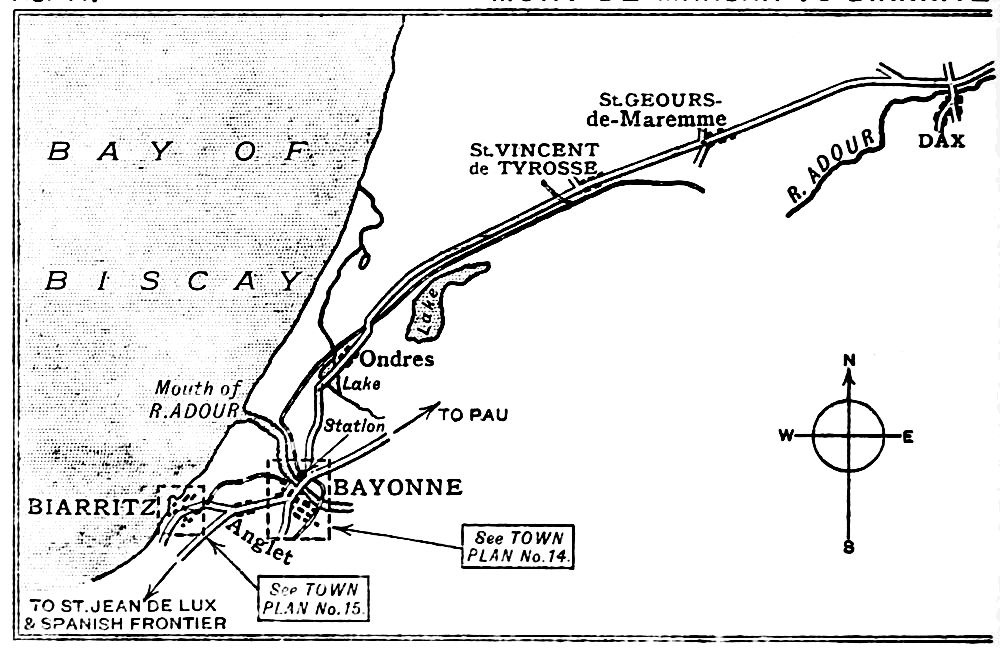 BAY OF
BISCAY
St. GEOURS-
de-Maremme
St. VINCENT
de TYROSSE
DAX
R. ADOUR
Lake
Ondres
Lake
Mouth of
R. ADOUR
Station
TO PAU
BIARRITZ
BAYONNE
Anglet
See TOWN
PLAN No. 14.
See TOWN
PLAN No. 15.
TO ST. JEAN DE LUX
& SPANISH FRONTIER
N
W E
S